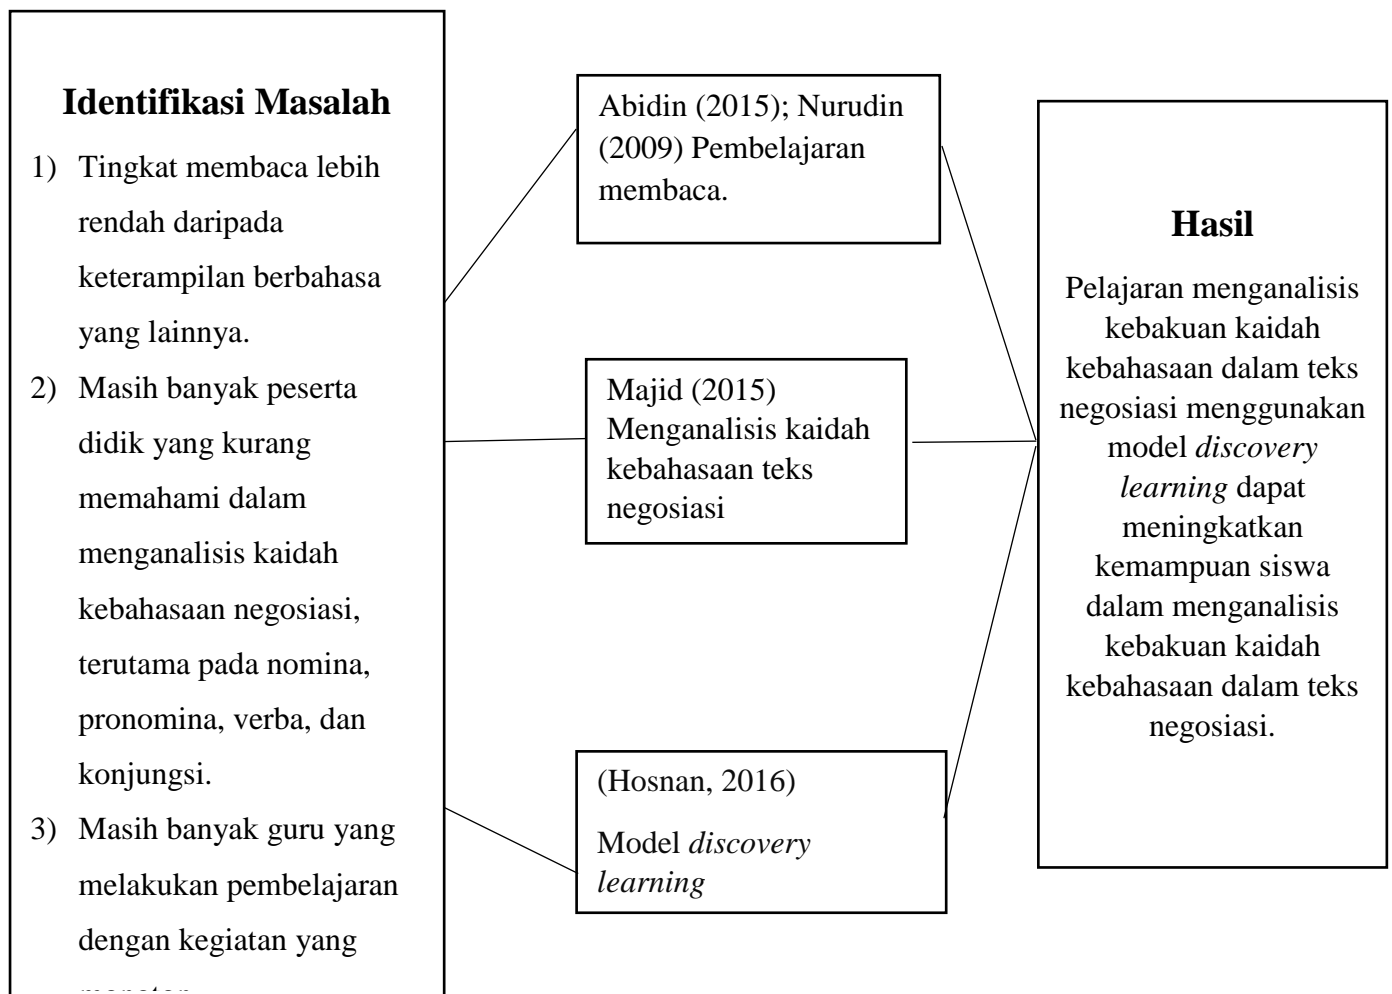 Identifikasi Masalah
1) Tingkat membaca lebih
rendah daripada
keterampilan berbahasa
yang lainnya.
2) Masih banyak peserta
didik yang kurang
memahami dalam
menganalisis kaidah
kebahasaan negosiasi,
terutama pada nomina,
pronomina, verba, dan
konjungsi.
3) Masih banyak guru yang
melakukan pembelajaran
dengan kegiatan yang
Abidin (2015); Nurudin
(2009) Pembelajaran
membaca.
Majid (2015)
Menganalisis kaidah
kebahasaan teks
negosiasi
(Hosnan, 2016)
Model discovery
learning
Hasil
Pelajaran menganalisis
kebakuan kaidah
kebahasaan dalam teks
negosiasi menggunakan
model discovery
learning dapat
meningkatkan
kemampuan siswa
dalam menganalisis
kebakuan kaidah
kebahasaan dalam teks
negosiasi.